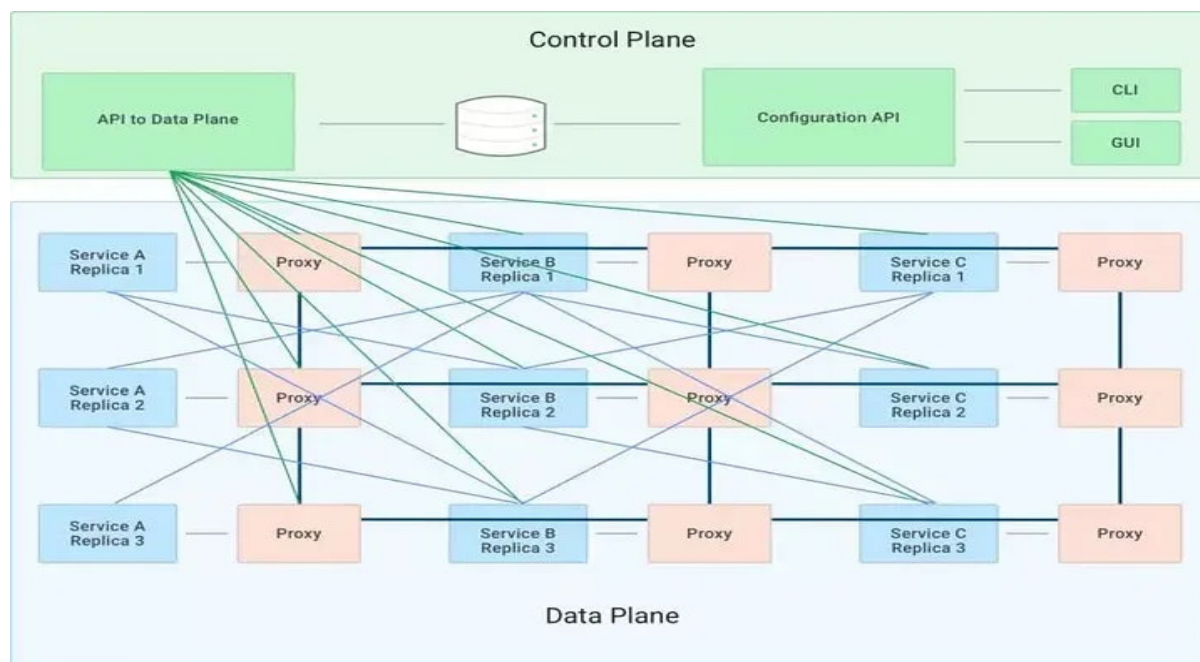 Control Plane
API to Data Plane
Configuration API
CLI
GUI
Service A
Replica 1
Proxy
Service B
Replica 1
Proxy
Service C
Replica 1
Proxy
Service A
Replica 2
Proxy
Service B
Replica 2
Proxy
Service C
Replica 2
Proxy
Service A
Replica 3
Proxy
Service B
Replica 3
Proxy
Service C
Replica 3
Proxy
Data Plane